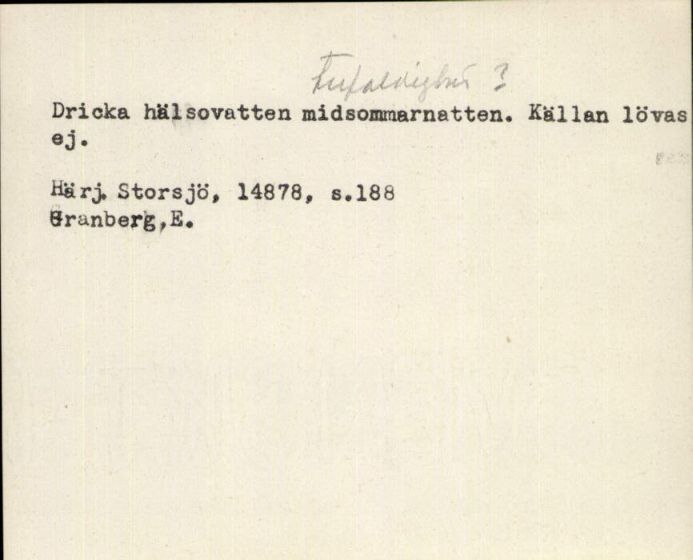 Dricka hälsovatten midsommarnatten. Källan lövas
ej.
Härj. Storsjö, 14878, s.188
Granberg,E.